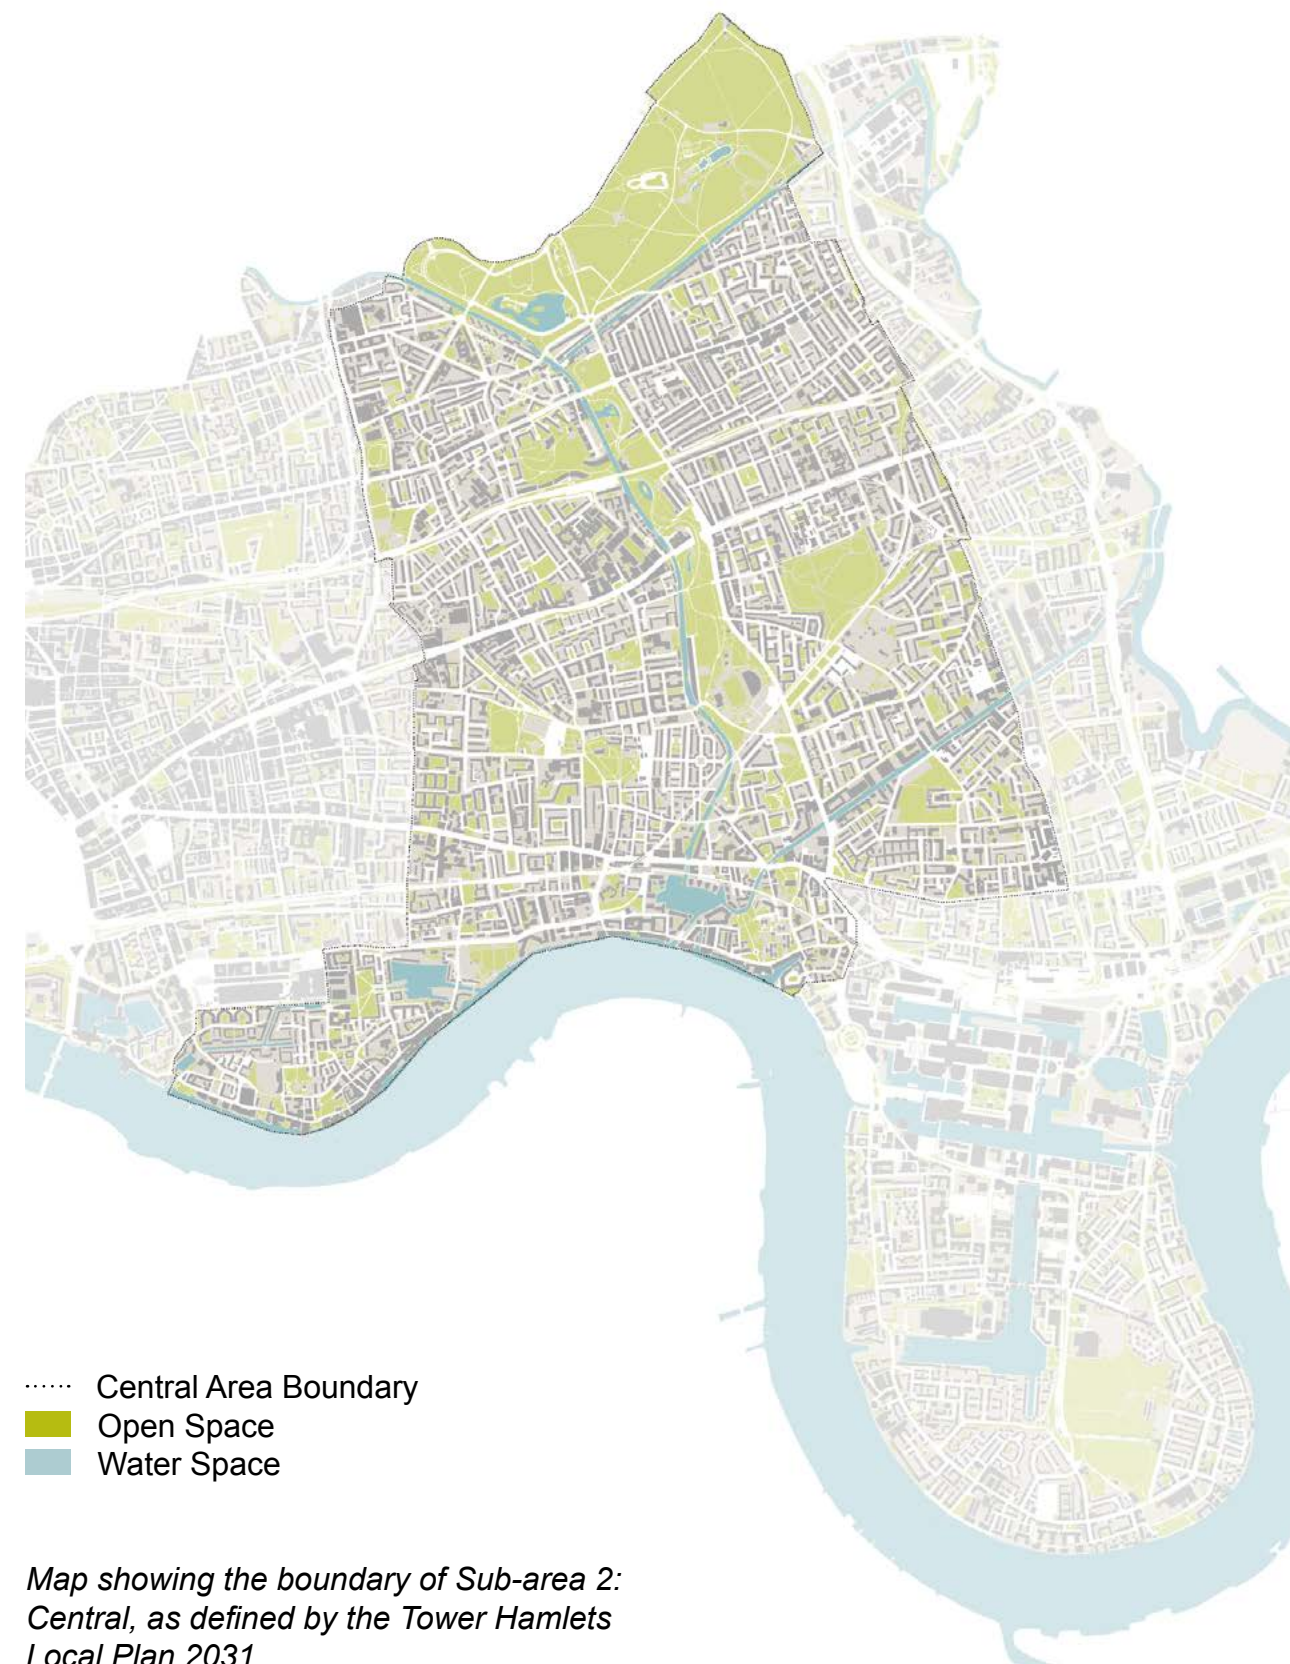 Central Area Boundary
Open Space
Water Space
Map showing the boundary of Sub-area 2:
Central, as defined by the Tower Hamlets
Local Plan 2031